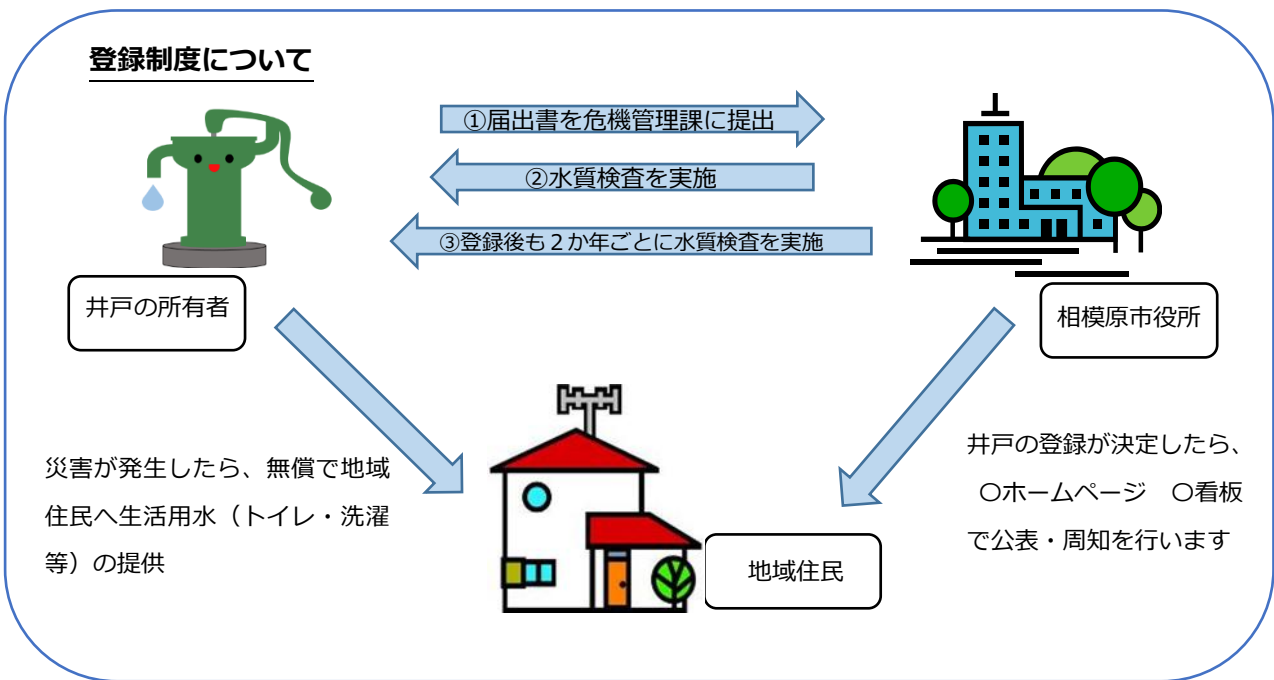 登録制度について
①届出書を危機管理課に提出
②水質検査を実施
③登録後も２か年ごとに水質検査を実施
井戸の所有者
相模原市役所
災害が発生したら、無償で地域
住民へ生活用水（トイレ・洗濯
等）の提供
井戸の登録が決定したら、
〇ホームページ　〇看板
で公表・周知を行います
地域住民